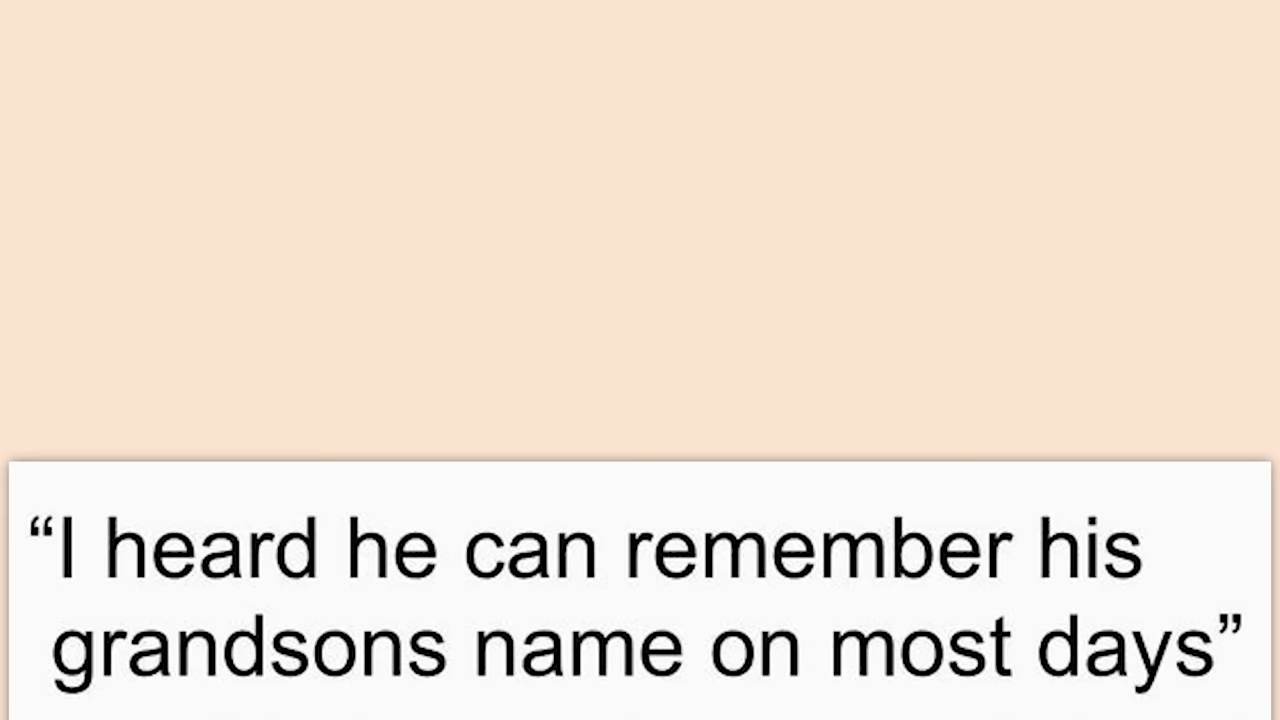 “I heard he can remember his
grandsons name on most days”